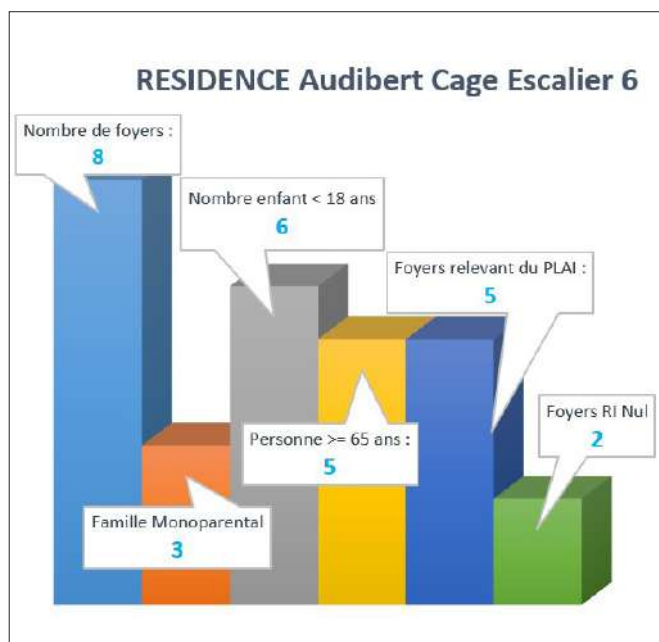 RESIDENCE Audibert Cage Escalier 6
Nombre de foyers :
8
Nombre enfant < 18 ans
6
Foyers relevant du PLAI :
5
Foyers RI Nul
2
Personne >= 65 ans :
5
Famille Monoparental
3